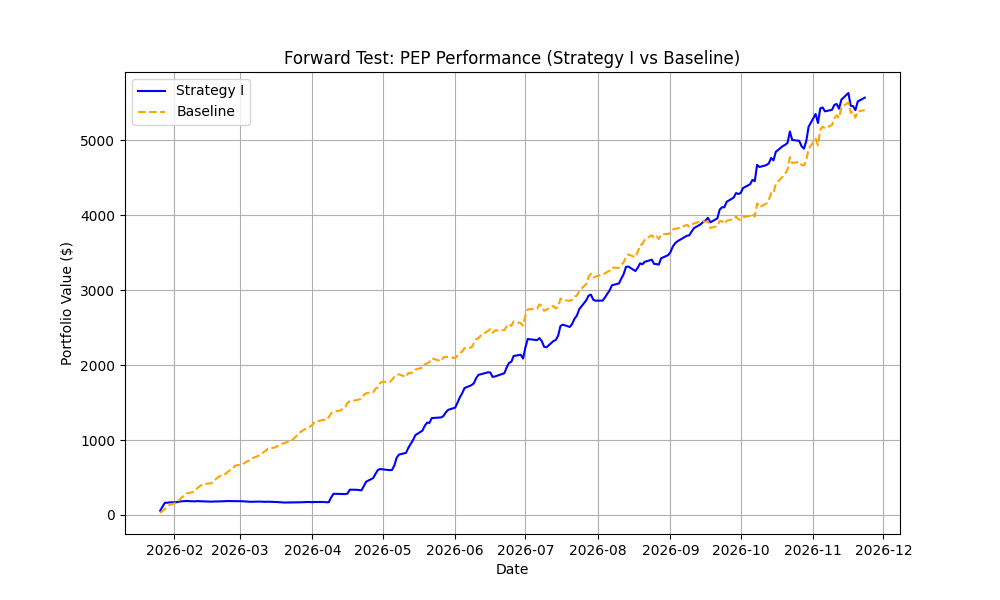 Forward Test: PEP Performance (Strategy I vs Baseline)
Strategy I
Baseline
Portfolio Value ($)
5000
4000
3000
2000
1000
0
2026-02 2026-03 2026-04 2026-05 2026-06 2026-07 2026-08 2026-09 2026-10 2026-11 2026-12
Date